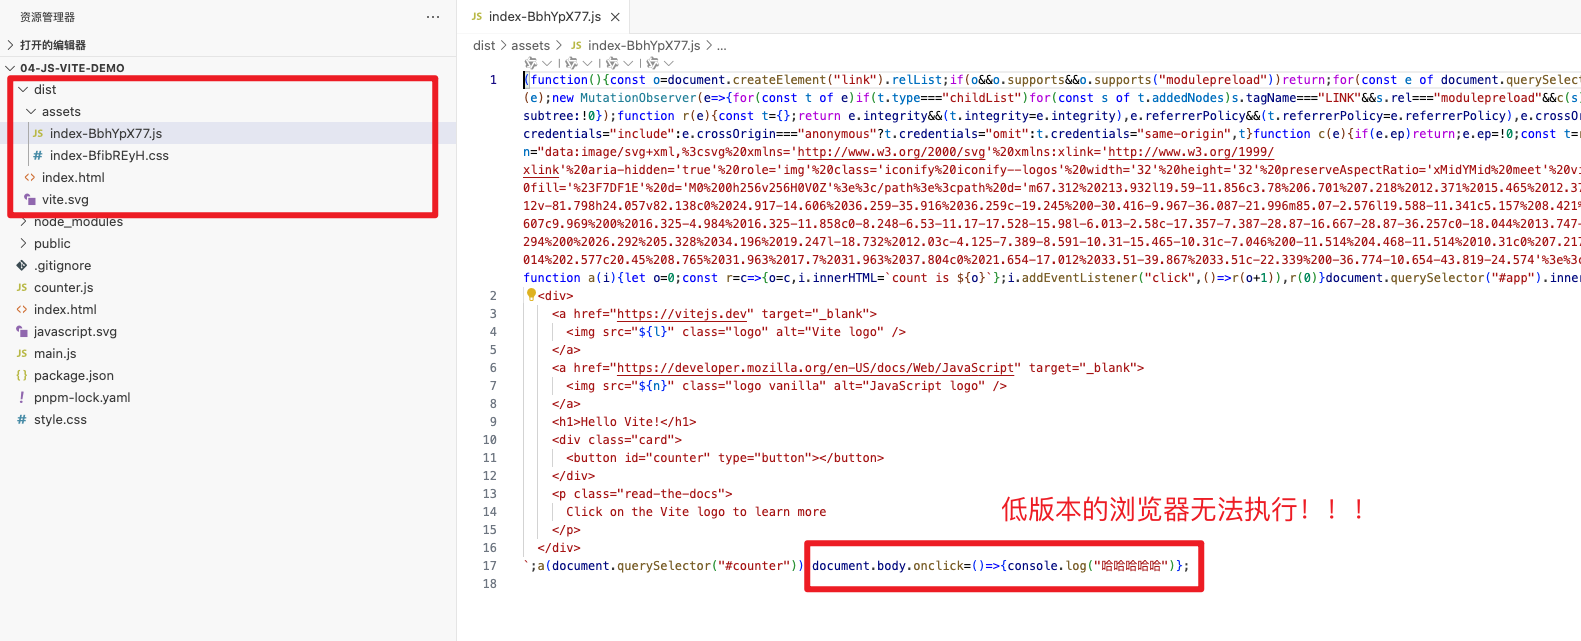 资源管理器
打开的编辑器
04-JS-VITE-DEMO
dist
assets
JS index-BbhYpX77.js
# index-BfibREyH.css
<> index.html
vite.svg
node_modules
public
.gitignore
JS counter.js
<> index.html
javascript.svg
JS main.js
{} package.json
! pnpm-lock.yaml
# style.css
JS index-BbhYpX77.js ×
dist > assets > JS index-BbhYpX77.js > ...
1 (function(){const o=document.createElement("link").relList;if(o&&o.supports&&o.supports("modulepreload"))return;for(const e of document.querySelect
(e);new MutationObserver(e=>{for(const t of e)if(t.type==="childList")for(const s of t.addedNodes)s.tagName==="LINK"&&s.rel==="modulepreload"&&c(s)
subtree:!0});function r(e){const t={};return e.integrity&&(t.integrity=e.integrity),e.referrerPolicy&&(t.referrerPolicy=e.referrerPolicy),e.crossOri
credentials="include":e.crossOrigin==="anonymous"?t.credentials="omit":t.credentials="same-origin",t}function c(e){if(e.ep)return;e.ep=!0;const t=r
n="data:image/svg+xml,%3csvg%20xmlns='http://www.w3.org/2000/svg'%20xmlns:xlink='http://www.w3.org/1999/
xlink'%20aria-hidden='true'%20role='img'%20class='iconify%20iconify--logos'%20width='32'%20height='32'%20preserveAspectRatio='xMidYMid%20meet'%20vi
0fill='%23F7DF1E'%20d='M0%200h256v256H0V0Z'%3e%3c/path%3e%3cpath%20d='m67.312%20213.932l19.59-11.856c3.78%206.701%207.218%2012.371%2015.465%2012.37
12v-81.798h24.057v82.138c0%2024.917-14.606%2036.259-35.916%2036.259c-19.245%200-30.416-9.967-36.087-21.996m85.07-2.576l19.588-11.341c5.157%208.421%
607c9.969%200%2016.325-4.984%2016.325-11.858c0-8.248-6.53-11.17-17.528-15.98l-6.013-2.58c-17.357-7.387-28.87-16.667-28.87-36.257c0-18.044%2013.747-
294%200%2026.292%205.328%2034.196%2019.247l-18.732%2012.03c-4.125-7.389-8.591-10.31-15.465-10.31c-7.046%200-11.514%204.468-11.514%2010.31c0%207.217
014%202.577c20.45%208.765%2031.963%2017.7%2031.963%2037.804c0%2021.654-17.012%2033.51-39.867%2033.51c-22.339%200-36.774-10.654-43.819-24.574'%3e%3c
function a(i){let o=0;const r=c=>{o=c,i.innerHTML=`count is ${o}`};i.addEventListener("click",()=>r(o+1)),r(0)}document.querySelector("#app").inner
2 <div>
3 <a href="https://vitejs.dev" target="_blank">
4 <img src="${l}" class="logo" alt="Vite logo" />
5 </a>
6 <a href="https://developer.mozilla.org/en-US/docs/Web/JavaScript" target="_blank">
7 <img src="${n}" class="logo vanilla" alt="JavaScript logo" />
8 </a>
9 <h1>Hello Vite!</h1>
10 <div class="card">
11 <button id="counter" type="button"></button>
12 </div>
13 <p class="read-the-docs">
14 Click on the Vite logo to learn more
15 </p>
16 </div>
17 `;a(document.querySelector("#counter")) document.body.onclick=()=>{console.log("哈哈哈哈哈")};
18
低版本的浏览器无法执行！！！